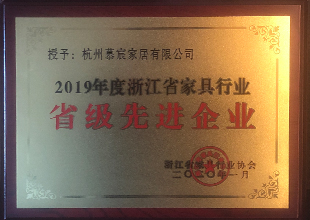 授予：杭州慕宸家居有限公司
2019年度浙江省家具行业
省级先进企业
浙江省家具行业协会
二〇二〇年一月